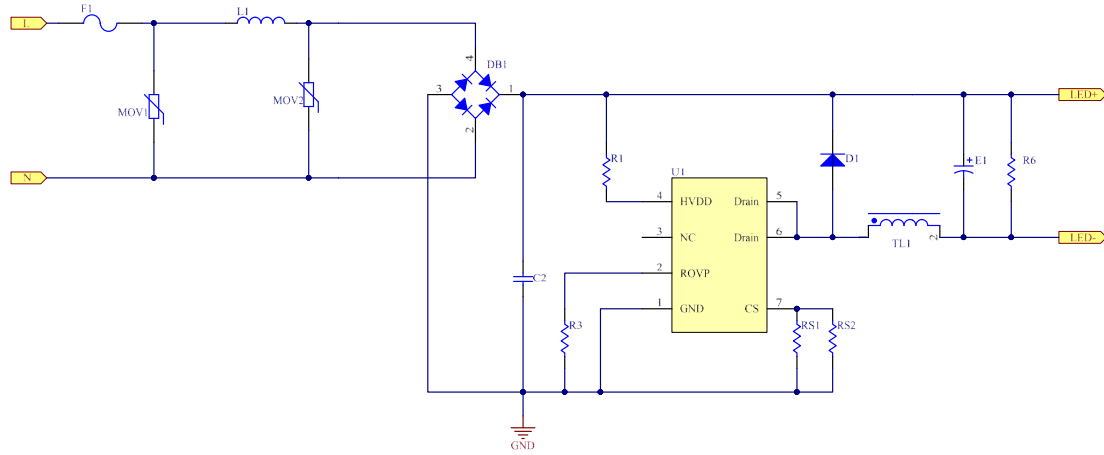 L
F1
L1
MOV1
MOV2
N
4
DB1
3
1
2
LED+
R1
D1
E1
R6
U1
4
HVDD
Drain
5
3
NC
Drain
6
2
ROVP
1
GND
CS
7
TL1
2
LED-
C2
R3
RS1
RS2
GND